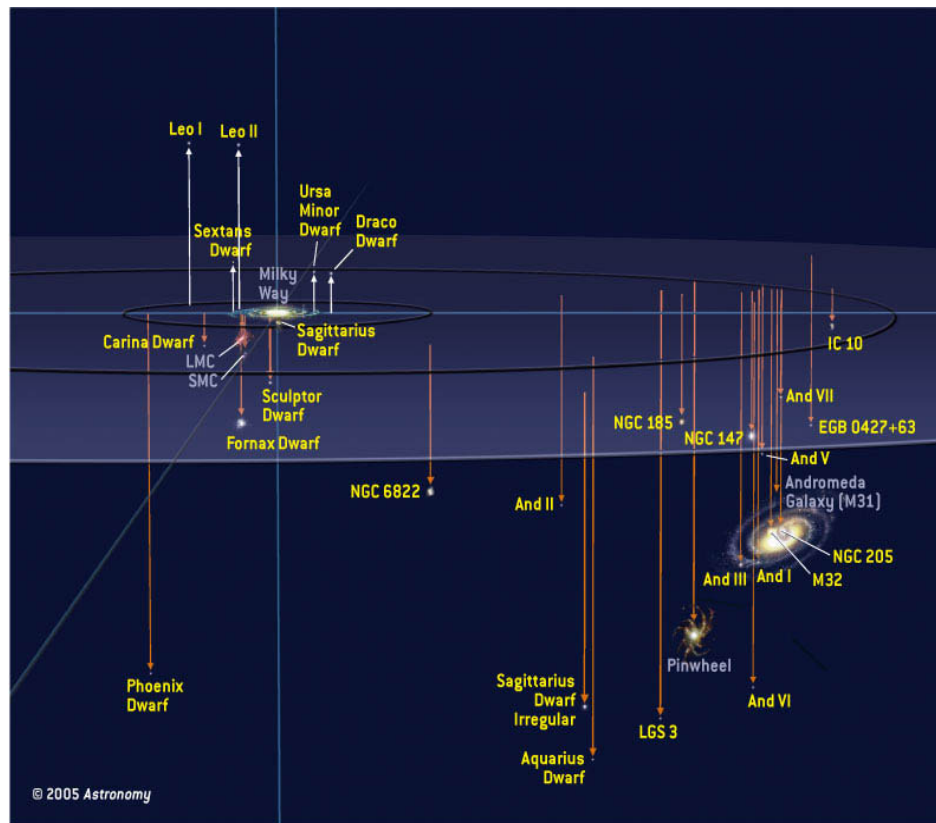 Leo I
Leo II
Ursa
Minor
Dwarf
Draco
Dwarf
Sextans
Dwarf
Milky
Way
Carina Dwarf
Sagittarius
Dwarf
IC 10
LMC
SMC
Sculptor
Dwarf
And VII
Fornax Dwarf
NGC 185
NGC 147
EGB 0427+63
And V
NGC 6822
And II
Andromeda
Galaxy (M31)
NGC 205
And III
And I
M32
Pinwheel
Phoenix
Dwarf
Sagittarius
Dwarf
Irregular
And VI
LGS 3
Aquarius
Dwarf
© 2005 Astronomy